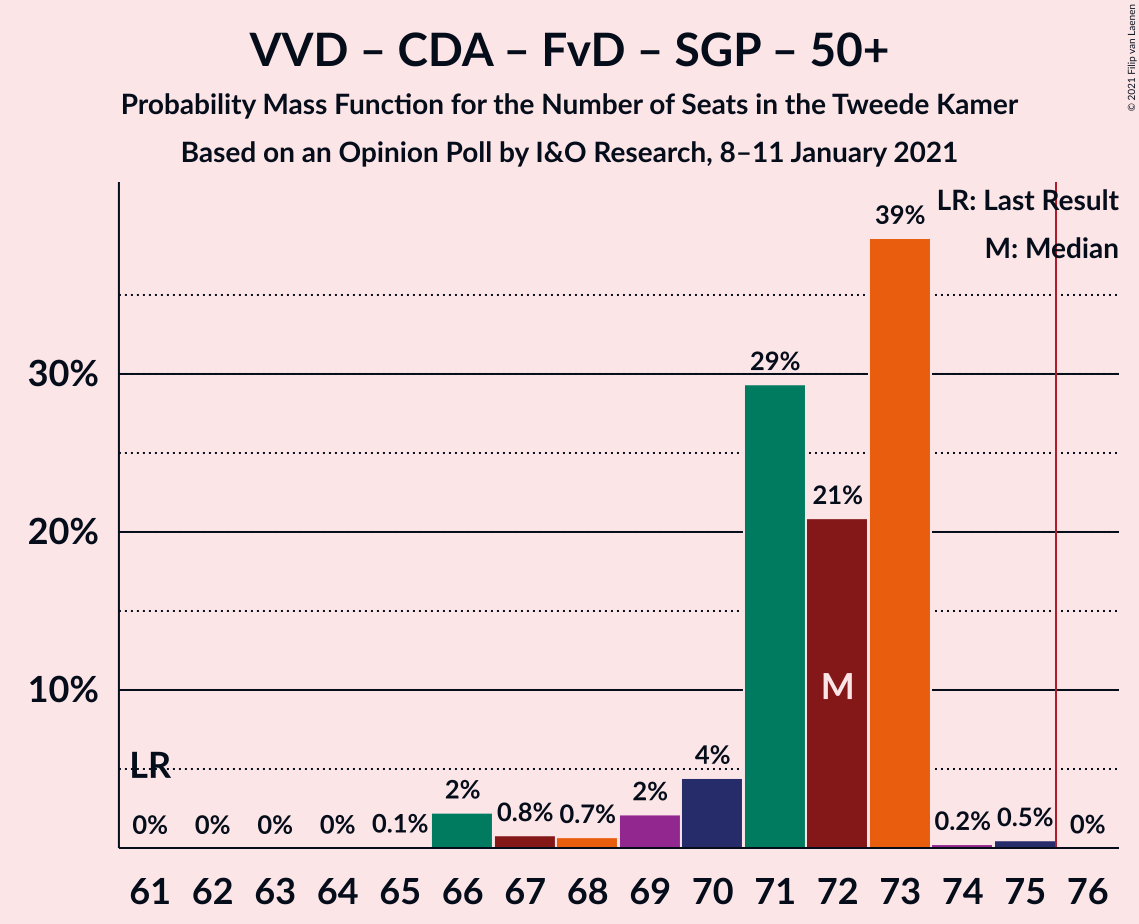 VVD – CDA – FvD – SGP – 50+
Probability Mass Function for the Number of Seats in the Tweede Kamer
Based on an Opinion Poll by I&O Research, 8–11 January 2021
© 2021 Filip van Laenen
LR: Last Result
M: Median
39%
30%
29%
21%
20%
M
10%
LR
4%
2%
2%
0%
0%
0%
0%
0.1%
0.8%
0.7%
0.2%
0.5%
0%
61 62 63 64 65 66 67 68 69 70 71 72 73 74 75 76